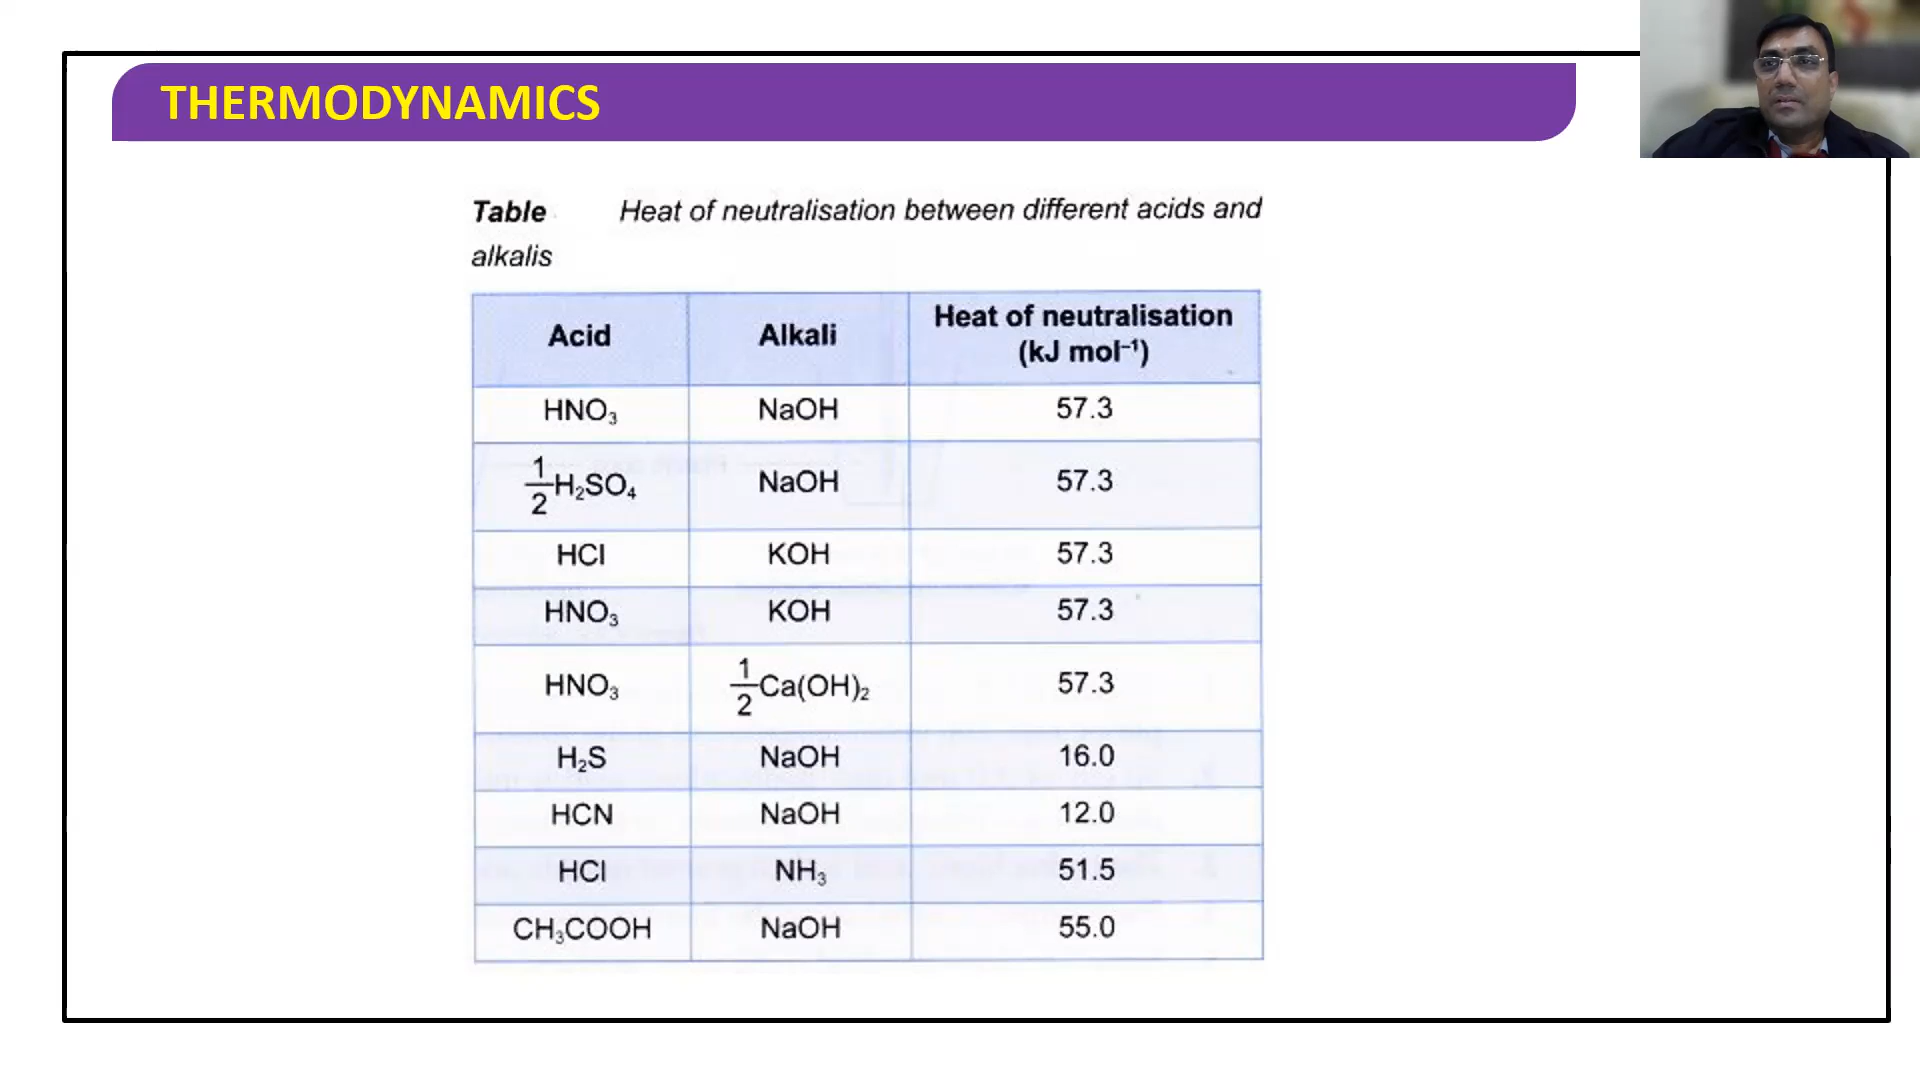 THERMODYNAMICS
Table Heat of neutralisation between different acids and
alkalis
Acid Alkali Heat of neutralisation
(kJ mol⁻¹)
HNO₃ NaOH 57.3
1/2 H₂SO₄ NaOH 57.3
HCl KOH 57.3
HNO₃ KOH 57.3
HNO₃ 1/2 Ca(OH)₂ 57.3
H₂S NaOH 16.0
HCN NaOH 12.0
HCl NH₃ 51.5
CH₃COOH NaOH 55.0